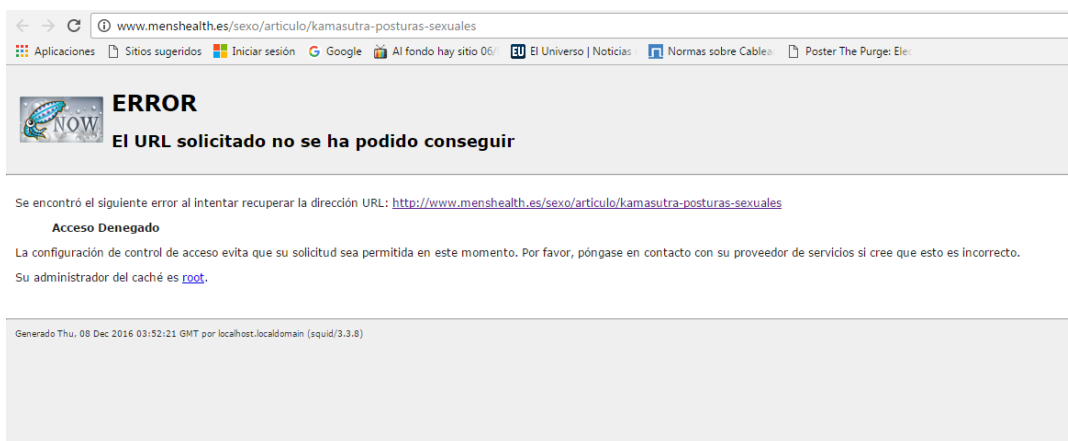 www.menshealth.es/sexo/articulo/kamasutra-posturas-sexuales
Aplicaciones Sitios sugeridos Iniciar sesión G Google Al fondo hay sitio 06/ EU El Universo | Noticias Normas sobre Cablea Poster The Purge: Elec
NOW
ERROR
El URL solicitado no se ha podido conseguir
Se encontró el siguiente error al intentar recuperar la dirección URL: http://www.menshealth.es/sexo/articulo/kamasutra-posturas-sexuales
Acceso Denegado
La configuración de control de acceso evita que su solicitud sea permitida en este momento. Por favor, póngase en contacto con su proveedor de servicios si cree que esto es incorrecto.
Su administrador del caché es root.
Generado Thu, 08 Dec 2016 03:52:21 GMT por localhost.localdomain (squid/3.3.8)